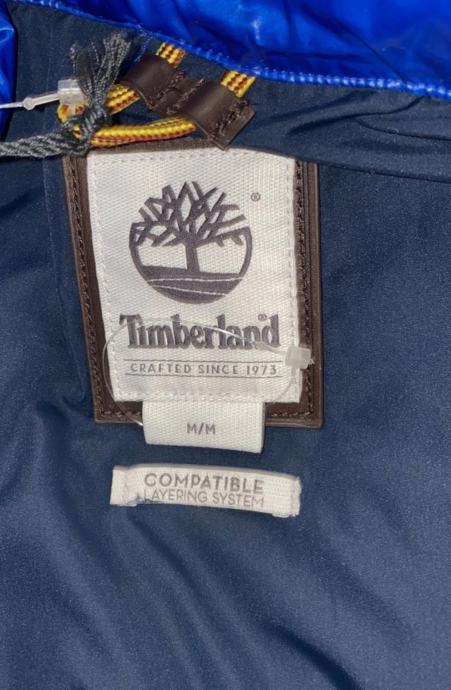 ®
Timberland®
CRAFTED SINCE 1973
M/M
COMPATIBLE
LAYERING SYSTEM